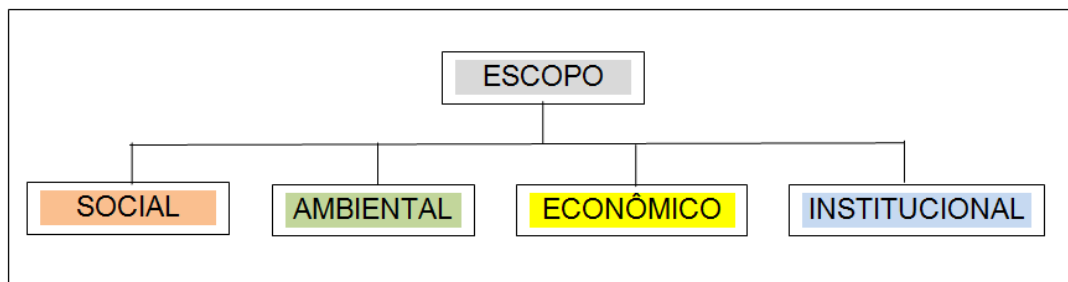 ESCOPO
SOCIAL
AMBIENTAL
ECONÔMICO
INSTITUCIONAL